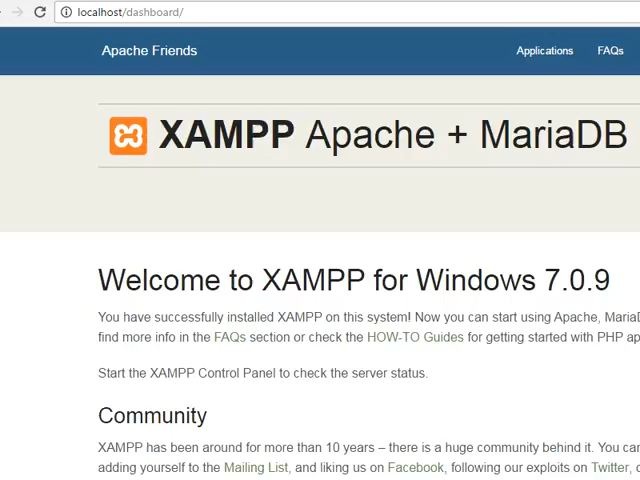 localhost/dashboard/
Apache Friends Applications FAQs
XAMPP Apache + MariaDB
Welcome to XAMPP for Windows 7.0.9
You have successfully installed XAMPP on this system! Now you can start using Apache, MariaD
find more info in the FAQs section or check the HOW-TO Guides for getting started with PHP ap
Start the XAMPP Control Panel to check the server status.
Community
XAMPP has been around for more than 10 years – there is a huge community behind it. You can
adding yourself to the Mailing List, and liking us on Facebook, following our exploits on Twitter,